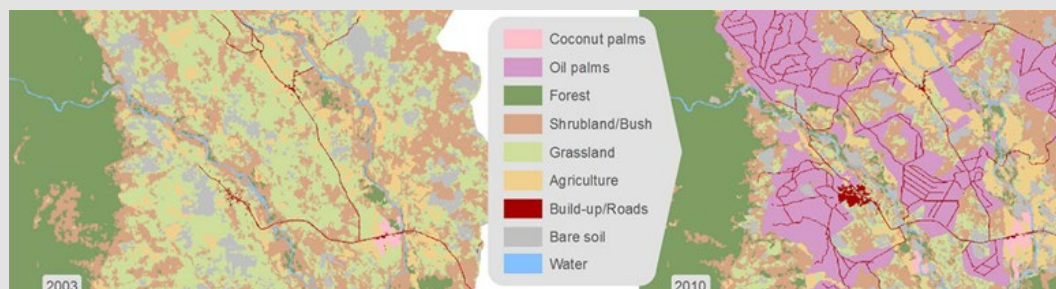 Coconut palms
Oil palms
Forest
Shrubland/Bush
Grassland
Agriculture
Build-up/Roads
Bare soil
Water
2003
2010